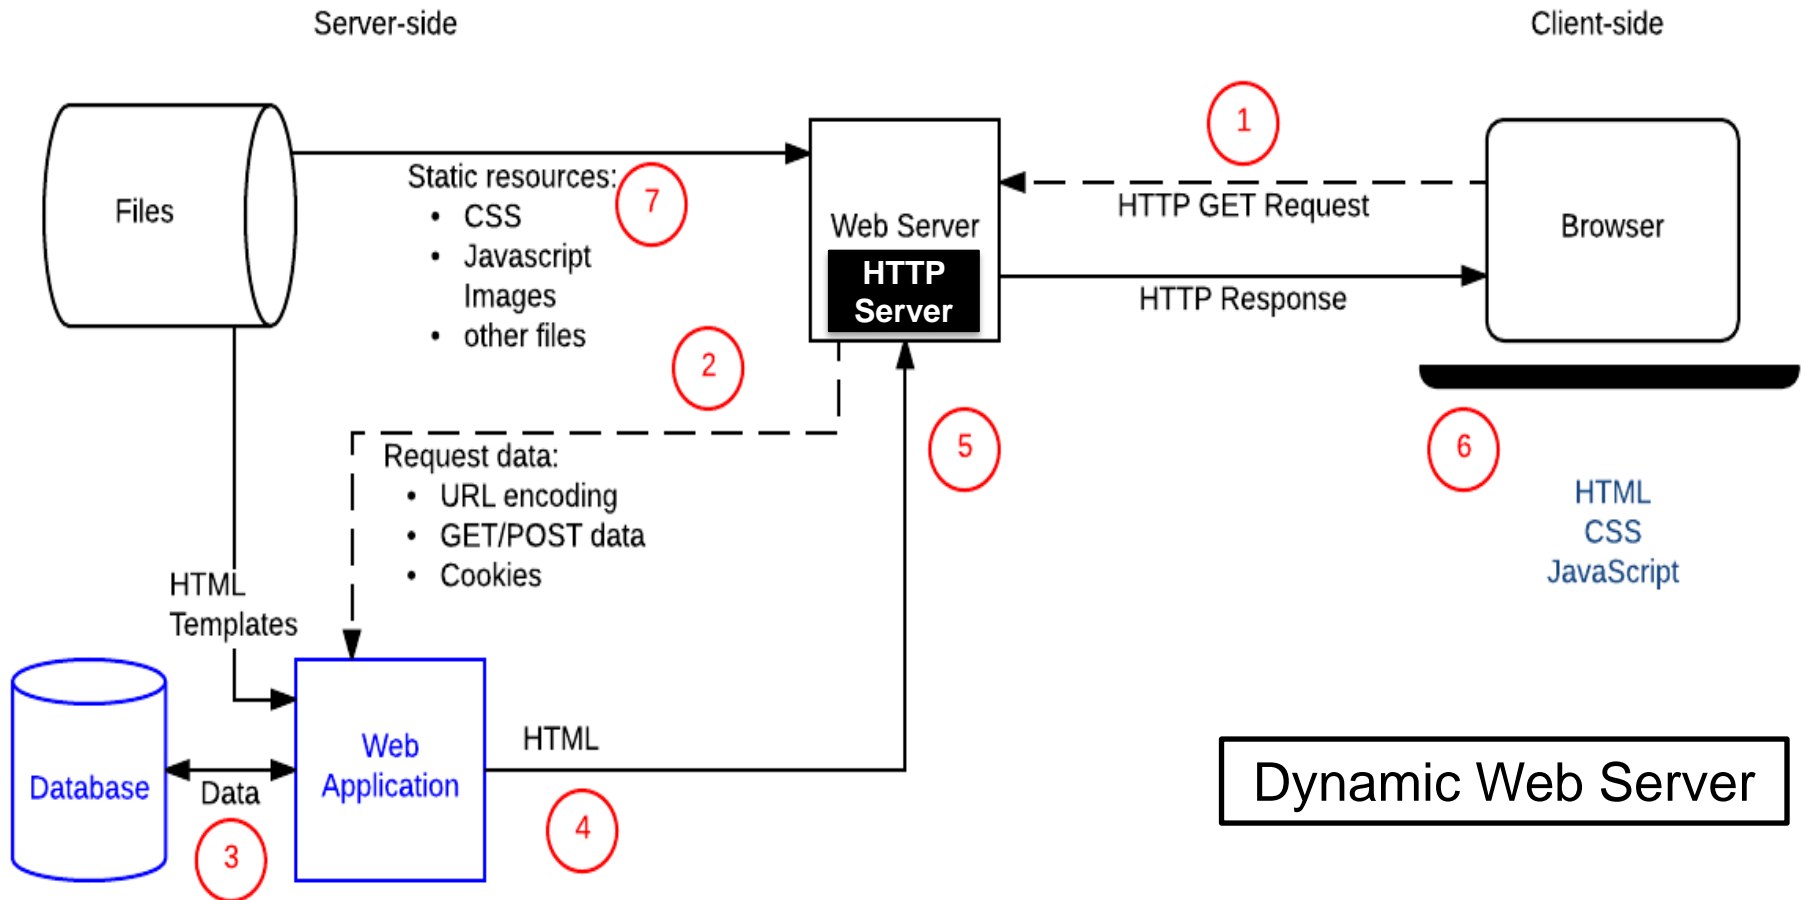 Server-side
Client-side
Files
Static resources:
• CSS
• Javascript
Images
• other files
7
Web Server
HTTP
Server
1
HTTP GET Request
HTTP Response
Browser
2
Request data:
• URL encoding
• GET/POST data
• Cookies
5
6
HTML
CSS
JavaScript
HTML
Templates
Database
Data
3
Web
Application
HTML
4
Dynamic Web Server